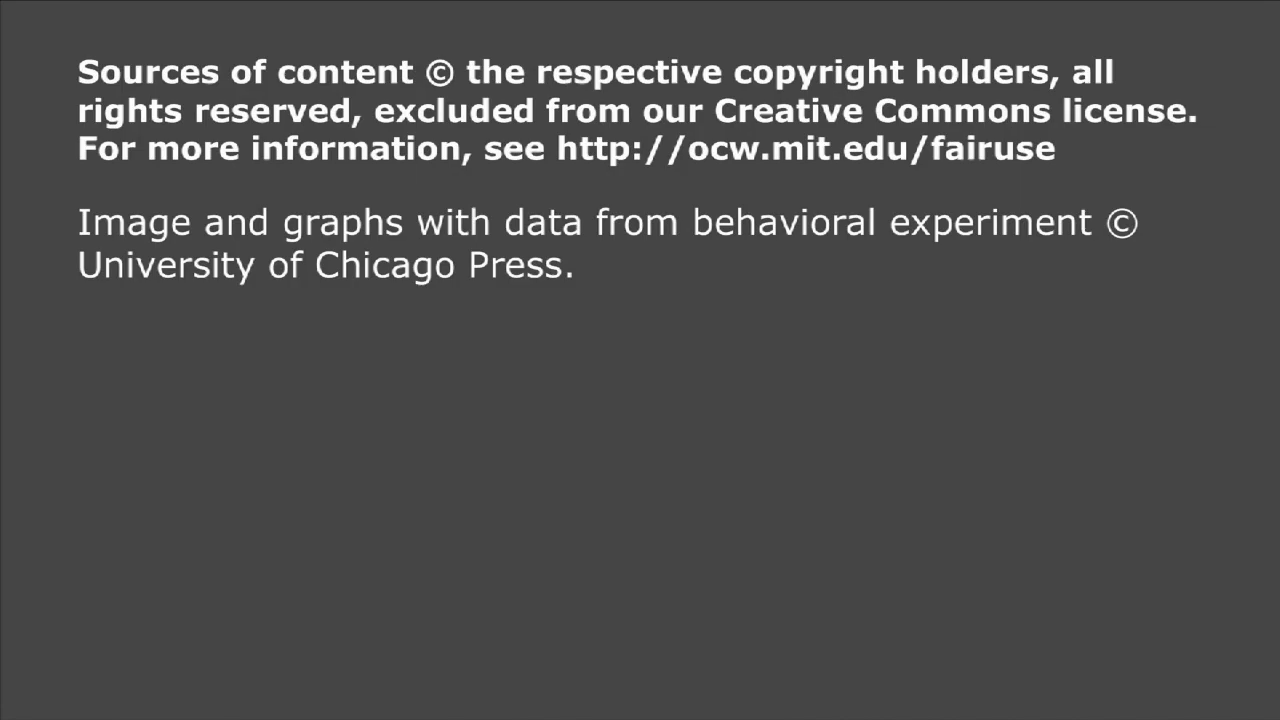 Sources of content © the respective copyright holders, all
rights reserved, excluded from our Creative Commons license.
For more information, see http://ocw.mit.edu/fairuse
Image and graphs with data from behavioral experiment ©
University of Chicago Press.